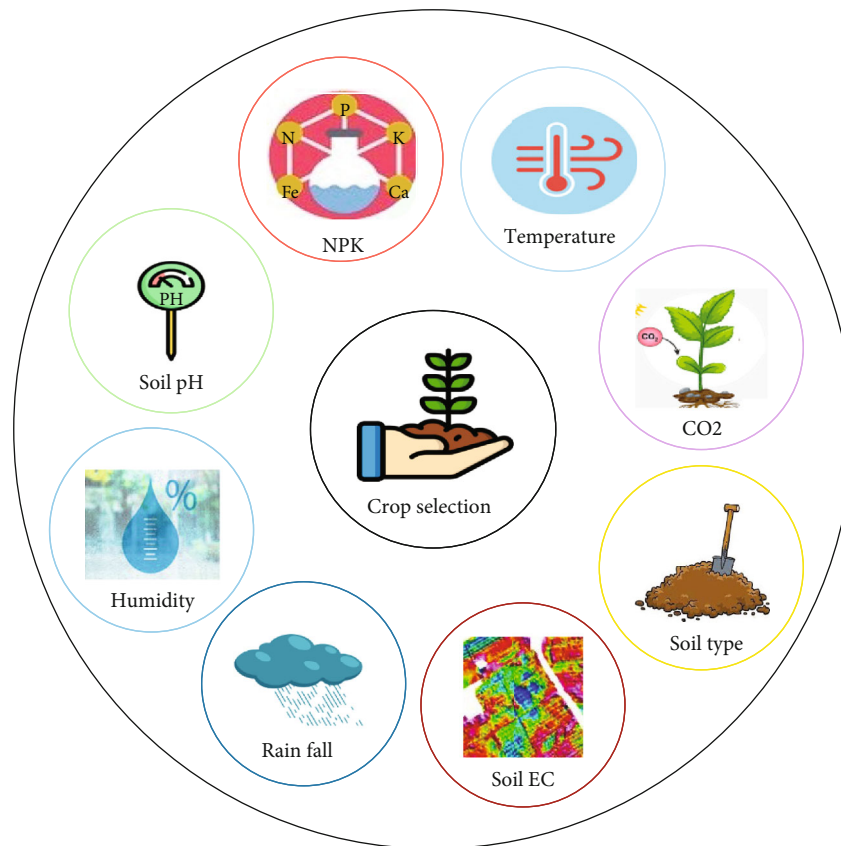 P
N
K
Fe
Ca
NPK
Temperature
PH
Soil pH
CO2
CO2
Crop selection
%
Humidity
Soil type
Rain fall
Soil EC